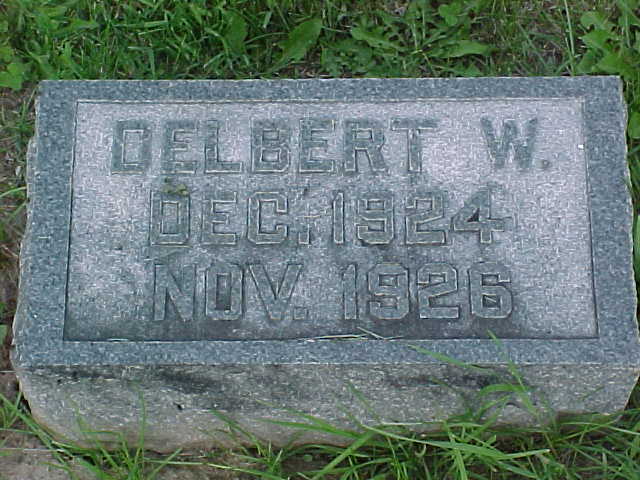 DELBERT W.
DEC. 1924
NOV. 1926